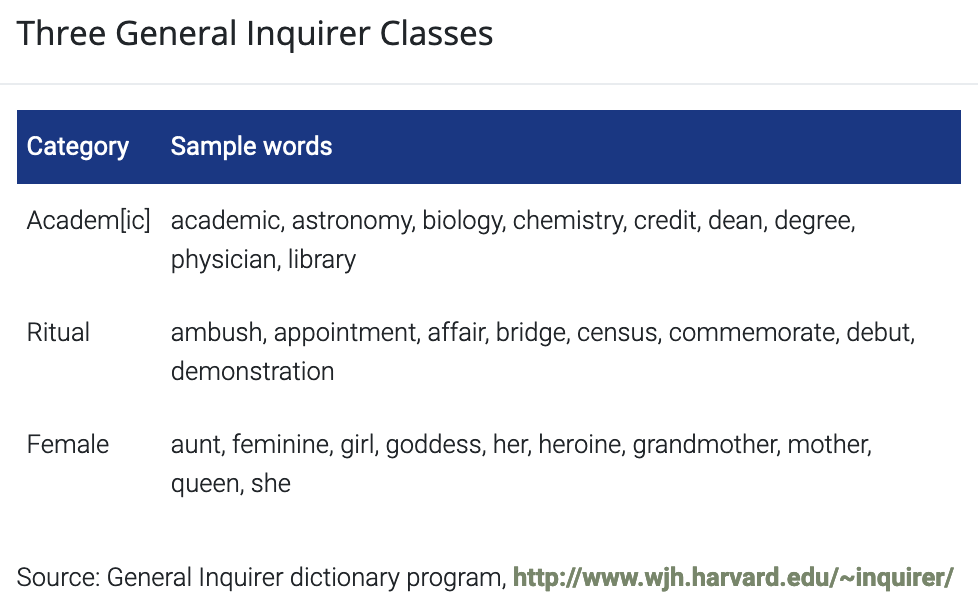 Three General Inquirer Classes
Category Sample words
Academ[ic] academic, astronomy, biology, chemistry, credit, dean, degree,
physician, library
Ritual ambush, appointment, affair, bridge, census, commemorate, debut,
demonstration
Female aunt, feminine, girl, goddess, her, heroine, grandmother, mother,
queen, she
Source: General Inquirer dictionary program, http://www.wjh.harvard.edu/~inquirer/